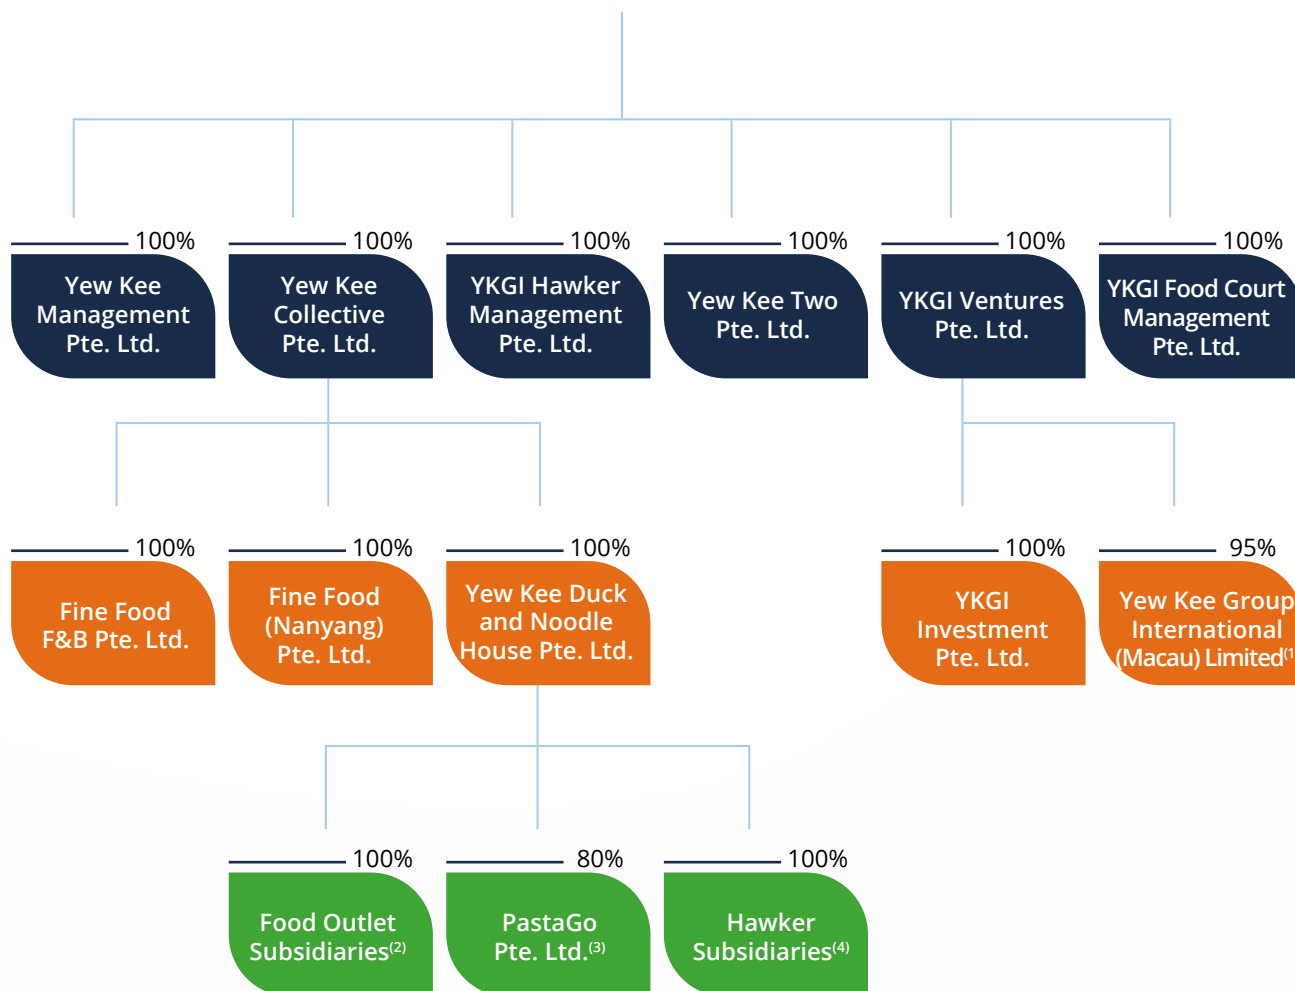 100%
100%
100%
100%
100%
100%
Yew Kee
Management
Pte. Ltd.
Yew Kee
Collective
Pte. Ltd.
YKGI Hawker
Management
Pte. Ltd.
Yew Kee Two
Pte. Ltd.
YKGI Ventures
Pte. Ltd.
YKGI Food Court
Management
Pte. Ltd.
100%
100%
100%
100%
95%
Fine Food
F&B Pte. Ltd.
Fine Food
(Nanyang)
Pte. Ltd.
Yew Kee Duck
and Noodle
House Pte. Ltd.
YKGI
Investment
Pte. Ltd.
Yew Kee Group
International
(Macau) Limited(1
100%
80%
100%
Food Outlet
Subsidiaries(2)
PastaGo
Pte. Ltd.(3)
Hawker
Subsidiaries(4)